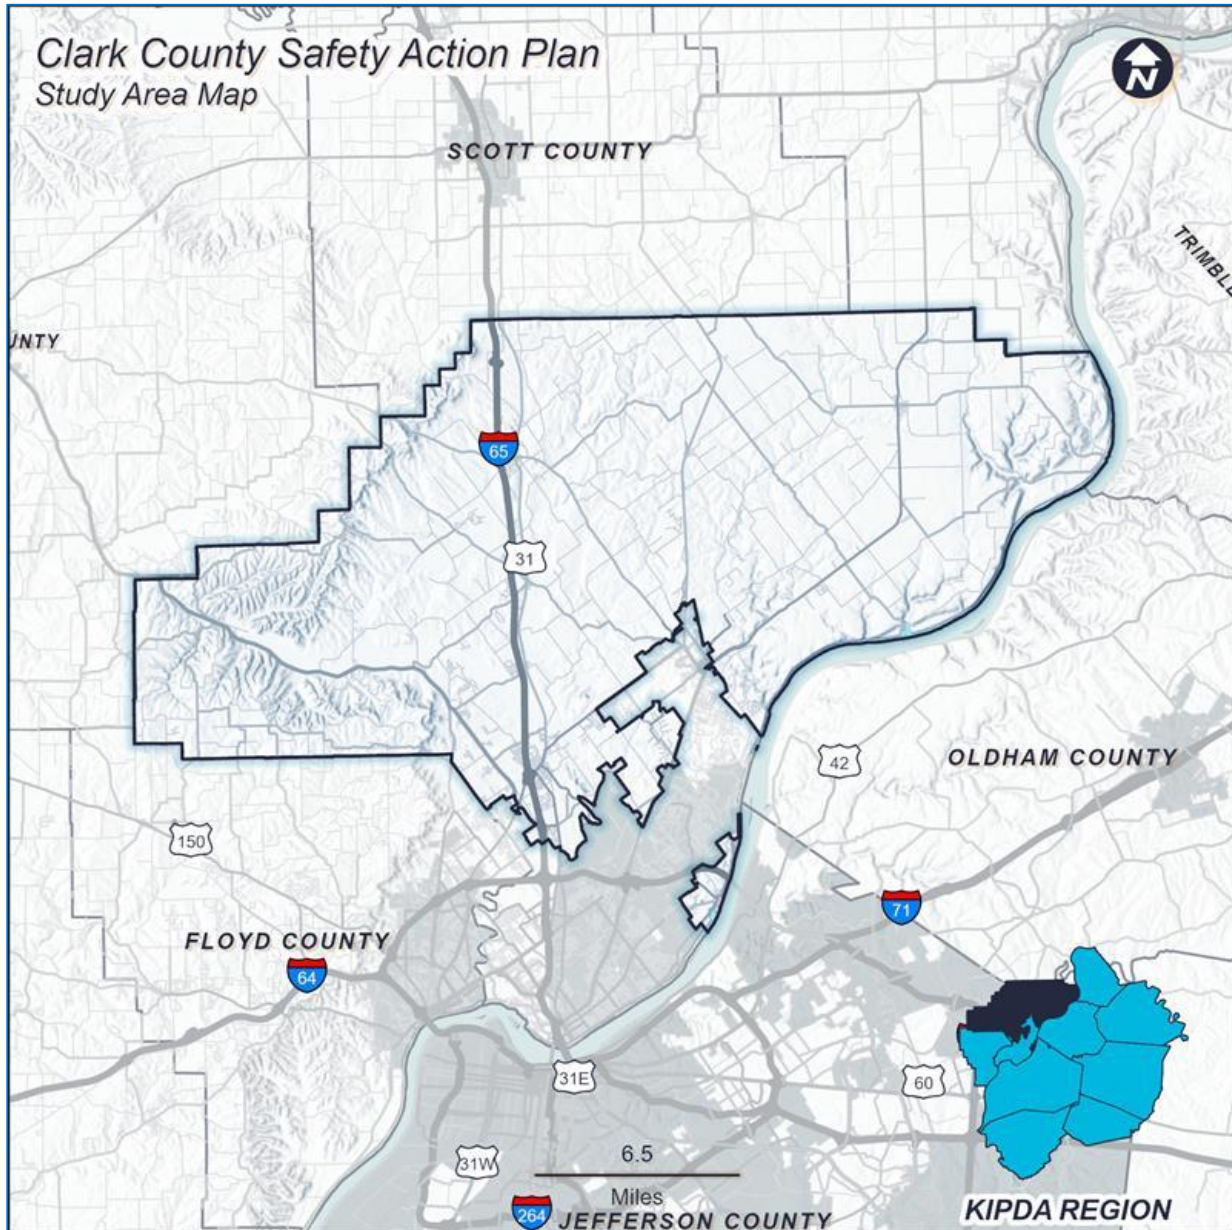 Clark County Safety Action Plan
Study Area Map
N
SCOTT COUNTY
TRIMBLE
UNTY
65
31
42
OLDHAM COUNTY
150
71
FLOYD COUNTY
64
31E
60
6.5
31W
Miles
264
JEFFERSON COUNTY
KIPDA REGION